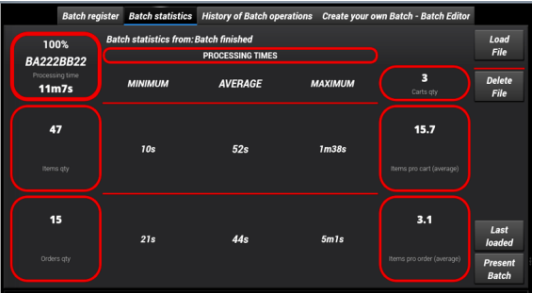 Batch register Batch statistics History of Batch operations Create your own Batch - Batch Editor
100%
BA222BB22
Processing time
11m7s
Batch statistics from: Batch finished
PROCESSING TIMES
Load
File
MINIMUM AVERAGE MAXIMUM
3
Carts qty
Delete
File
47
Items qty
10s 52s 1m38s
15.7
Items pro cart (average)
15
Orders qty
21s 44s 5m1s
3.1
Items pro order (average)
Last
loaded
Present
Batch